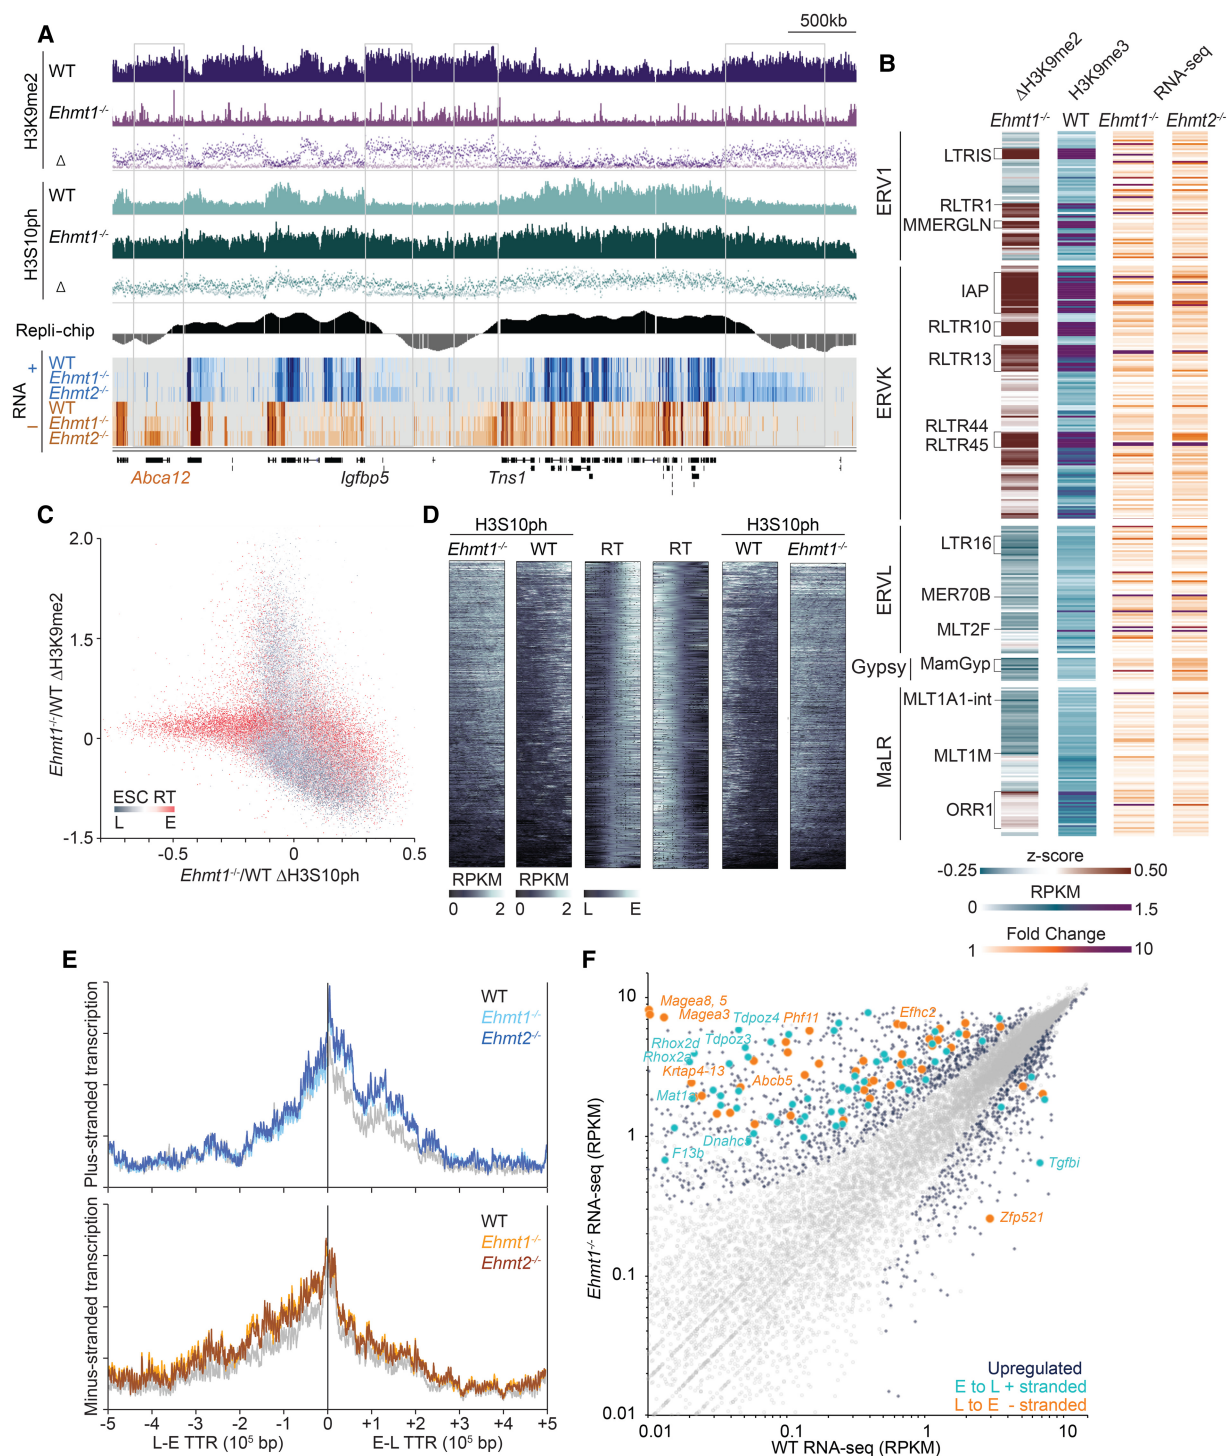 A
500kb
H3K9me2
WT
Ehmt1-/-
Δ
H3S10ph
WT
Ehmt1-/-
Δ
Repli-chip
RNA
+
WT
Ehmt1-/-
Ehmt2-/-
–
WT
Ehmt1-/-
Ehmt2-/-
Abca12
Igfbp5
Tns1
B
ΔH3K9me2
H3K9me3
RNA-seq
Ehmt1-/-
WT
Ehmt1-/-
Ehmt2-/-
ERV1
LTRIS
RLTR1
MMERGLN
ERVK
IAP
RLTR10
RLTR13
RLTR44
RLTR45
ERVL
LTR16
MER70B
MLT2F
Gypsy
MamGyp
MaLR
MLT1A1-int
MLT1M
ORR1
z-score
-0.25
0.50
RPKM
0
1.5
Fold Change
1
10
C
2.0
1.5
0
-1.5
Ehmt1-/-/WT ΔH3K9me2
ESC RT
L
E
-0.5
0
0.5
Ehmt1-/-/WT ΔH3S10ph
D
H3S10ph
H3S10ph
Ehmt1-/-
WT
RT
RT
WT
Ehmt1-/-
RPKM
RPKM
0
2
0
2
L
E
E
Plus-stranded transcription
WT
Ehmt1-/-
Ehmt2-/-
Minus-stranded transcription
WT
Ehmt1-/-
Ehmt2-/-
-5
-4
-3
-2
-1
0
+1
+2
+3
+4
+5
L-E TTR (10⁵ bp)
E-L TTR (10⁵ bp)
F
Ehmt1-/- RNA-seq (RPKM)
10
1
0.1
0.01
Magea8, 5
Magea3
Tdpoz4
Phf11
Efhc2
Rhox2d
Tdpoz3
Rhox2a
Krtap4-13
Abcb5
Mat1a
Dnahc
F13b
Tgfbi
Zfp521
Upregulated
E to L + stranded
L to E - stranded
0.01
0.1
1
10
WT RNA-seq (RPKM)